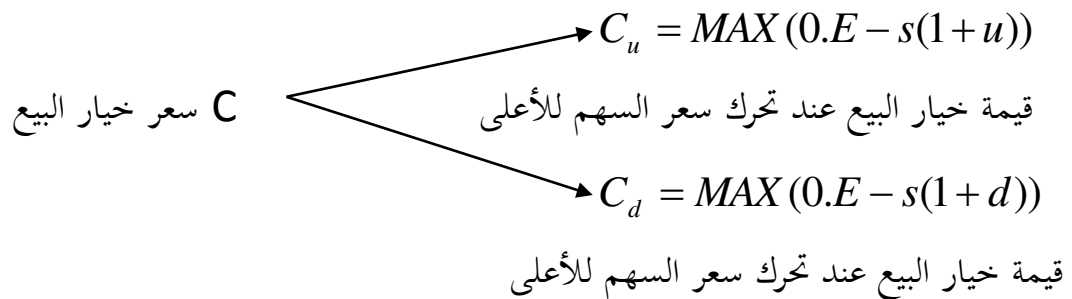 C_u = MAX(0.E − s(1+u))
C سعر خيار البيع
قيمة خيار البيع عند تحرك سعر السهم للأعلى
C_d = MAX(0.E − s(1+d))
قيمة خيار البيع عند تحرك سعر السهم للأعلى